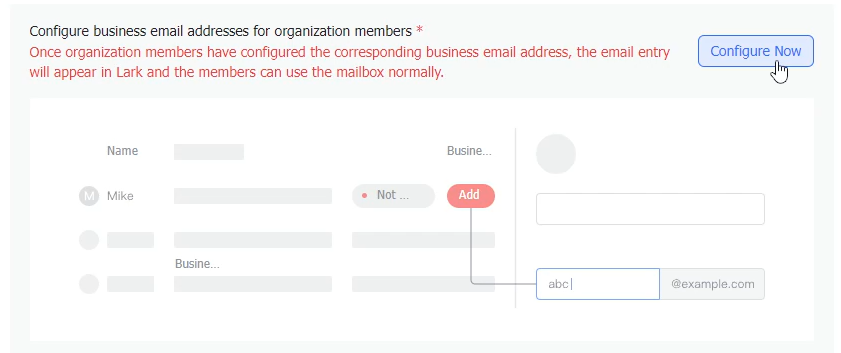 Configure business email addresses for organization members *
Once organization members have configured the corresponding business email address, the email entry
will appear in Lark and the members can use the mailbox normally.
Configure Now
Name
Busine...
M
Mike
Not ...
Add
Busine...
abc
@example.com